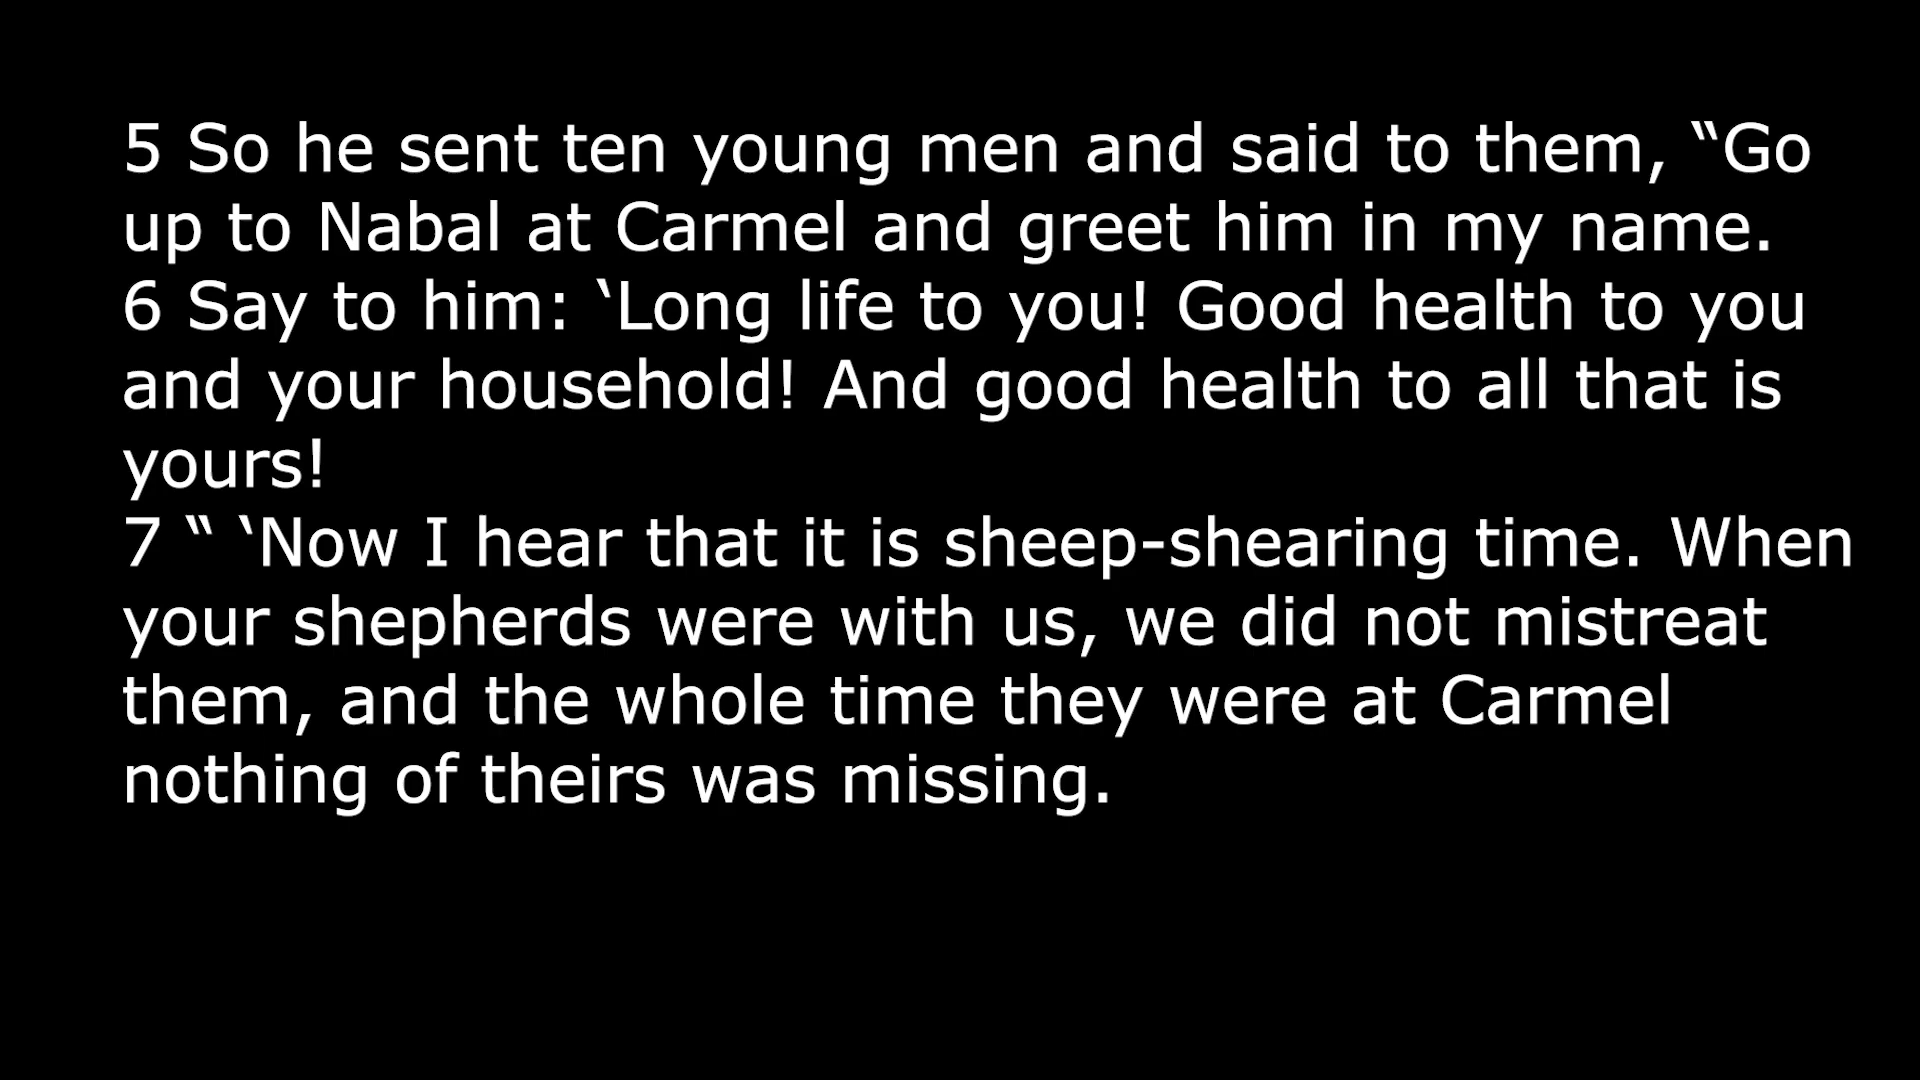 5 So he sent ten young men and said to them, “Go
up to Nabal at Carmel and greet him in my name.
6 Say to him: ‘Long life to you! Good health to you
and your household! And good health to all that is
yours!
7 “ ‘Now I hear that it is sheep-shearing time. When
your shepherds were with us, we did not mistreat
them, and the whole time they were at Carmel
nothing of theirs was missing.